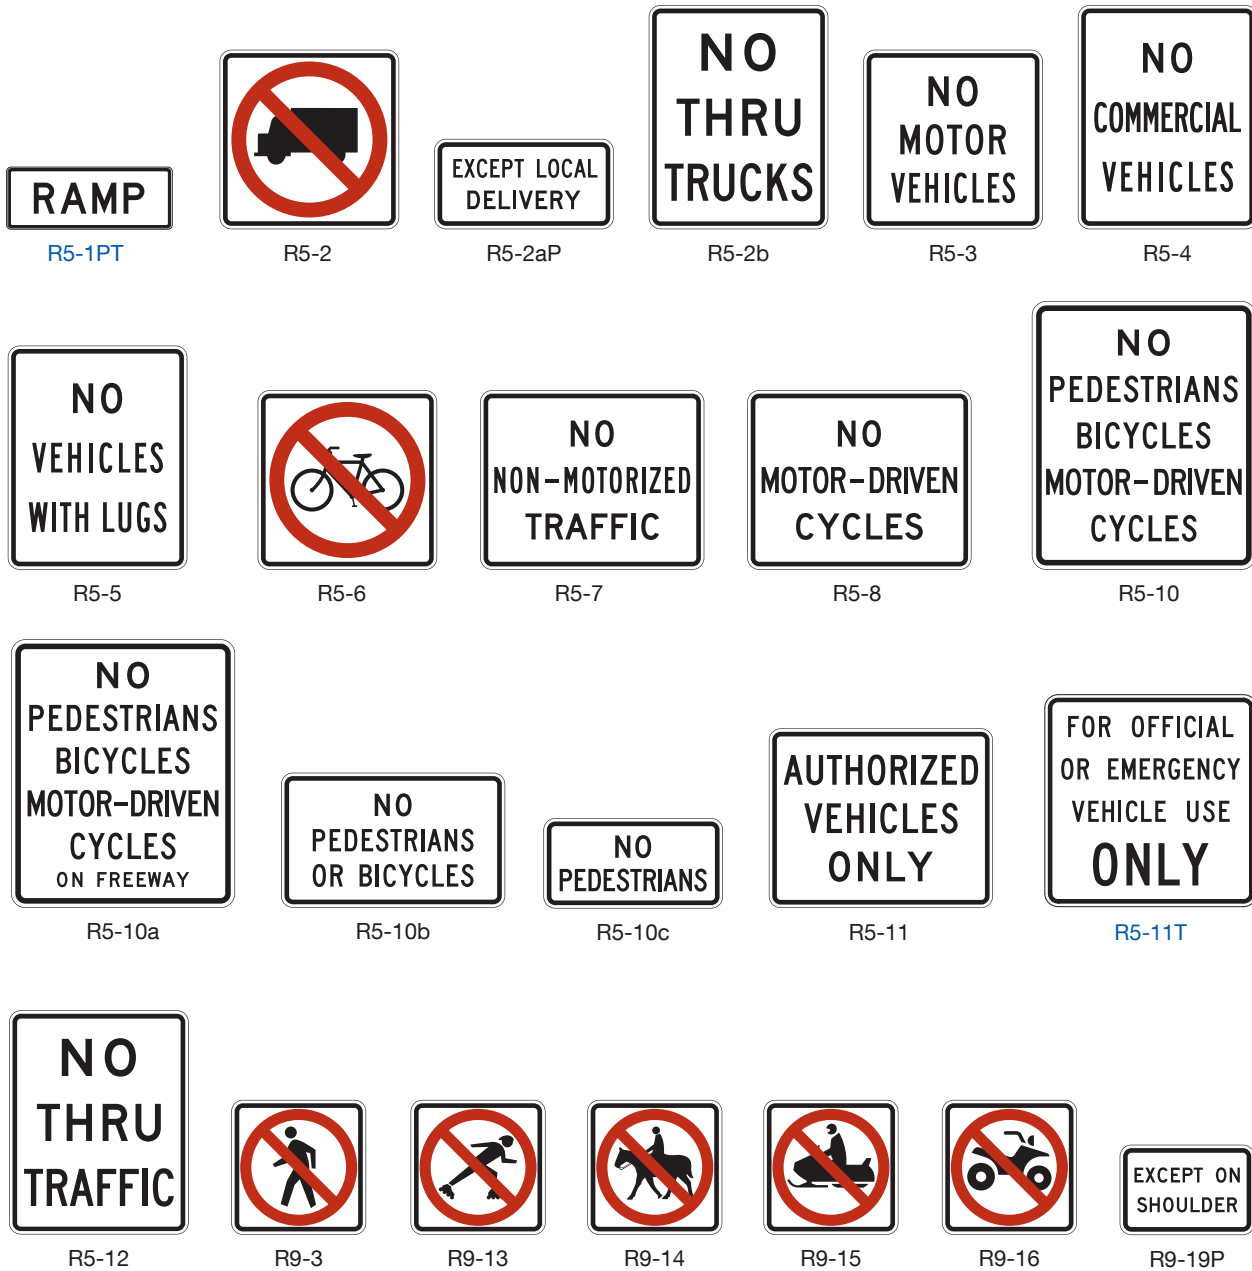 RAMP
R5-1PT
R5-2
EXCEPT LOCAL
DELIVERY
R5-2aP
NO
THRU
TRUCKS
R5-2b
NO
MOTOR
VEHICLES
R5-3
NO
COMMERCIAL
VEHICLES
R5-4
NO
VEHICLES
WITH LUGS
R5-5
R5-6
NO
NON-MOTORIZED
TRAFFIC
R5-7
NO
MOTOR-DRIVEN
CYCLES
R5-8
NO
PEDESTRIANS
BICYCLES
MOTOR-DRIVEN
CYCLES
R5-10
NO
PEDESTRIANS
BICYCLES
MOTOR-DRIVEN
CYCLES
ON FREEWAY
R5-10a
NO
PEDESTRIANS
OR BICYCLES
R5-10b
NO
PEDESTRIANS
R5-10c
AUTHORIZED
VEHICLES
ONLY
R5-11
FOR OFFICIAL
OR EMERGENCY
VEHICLE USE
ONLY
R5-11T
NO
THRU
TRAFFIC
R5-12
R9-3
R9-13
R9-14
R9-15
R9-16
EXCEPT ON
SHOULDER
R9-19P